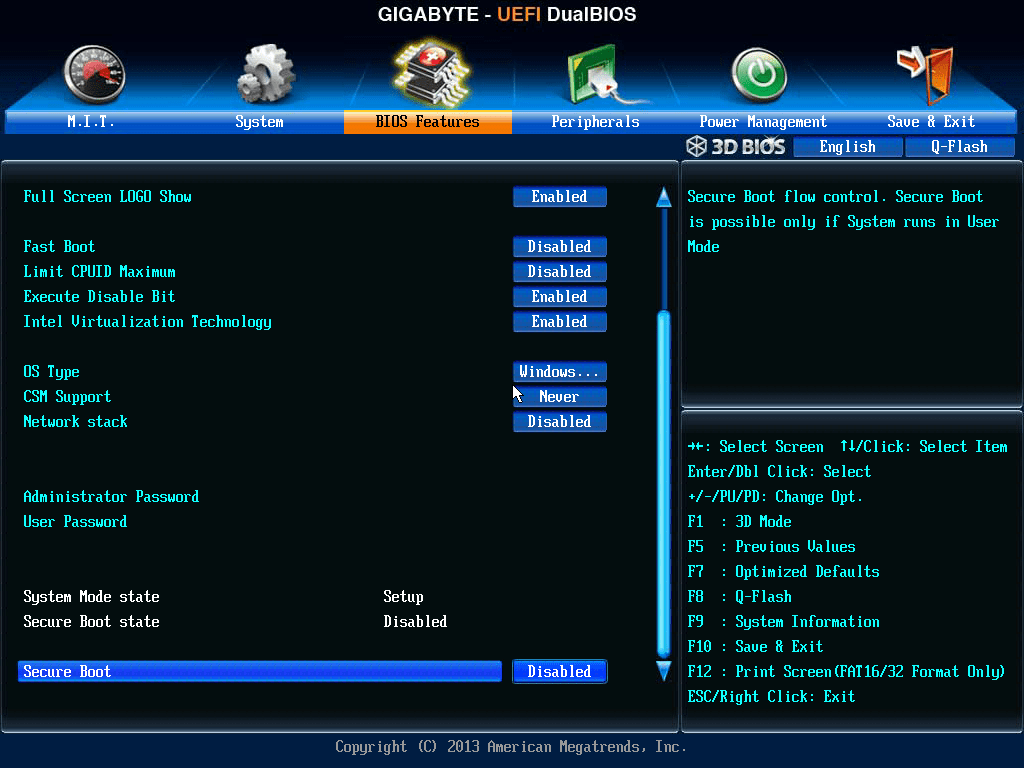 GIGABYTE - UEFI DualBIOS
M.I.T. System BIOS Features Peripherals Power Management Save & Exit
3D BIOS English Q-Flash
Full Screen LOGO Show Enabled
Fast Boot Disabled
Limit CPUID Maximum Disabled
Execute Disable Bit Enabled
Intel Virtualization Technology Enabled
OS Type Windows...
CSM Support Never
Network stack Disabled
Administrator Password
User Password
System Mode state Setup
Secure Boot state Disabled
Secure Boot Disabled
Secure Boot flow control. Secure Boot
is possible only if System runs in User
Mode
→←: Select Screen ↑↓/Click: Select Item
Enter/Dbl Click: Select
+/-/PU/PD: Change Opt.
F1 : 3D Mode
F5 : Previous Values
F7 : Optimized Defaults
F8 : Q-Flash
F9 : System Information
F10 : Save & Exit
F12 : Print Screen(FAT16/32 Format Only)
ESC/Right Click: Exit
Copyright (C) 2013 American Megatrends, Inc.